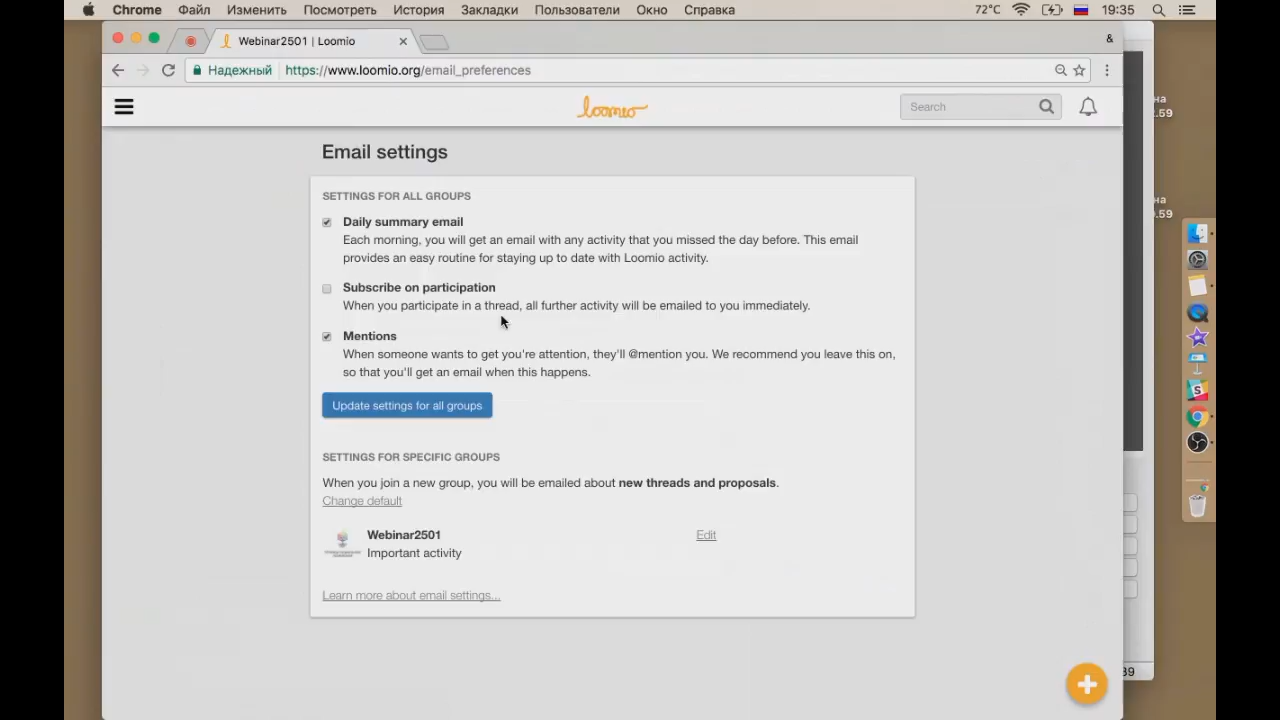 Chrome Файл Изменить Посмотреть История Закладки Пользователи Окно Справка 72°C 19:35
Webinar2501 | Loomio
&
Надежный https://www.loomio.org/email_preferences
loomio
Search
на
.59
Email settings
SETTINGS FOR ALL GROUPS
Daily summary email
Each morning, you will get an email with any activity that you missed the day before. This email
provides an easy routine for staying up to date with Loomio activity.
на
.59
Subscribe on participation
When you participate in a thread, all further activity will be emailed to you immediately.
Mentions
When someone wants to get you're attention, they'll @mention you. We recommend you leave this on,
so that you'll get an email when this happens.
Update settings for all groups
SETTINGS FOR SPECIFIC GROUPS
When you join a new group, you will be emailed about new threads and proposals.
Change default
Webinar2501
Edit
Important activity
Learn more about email settings...
39